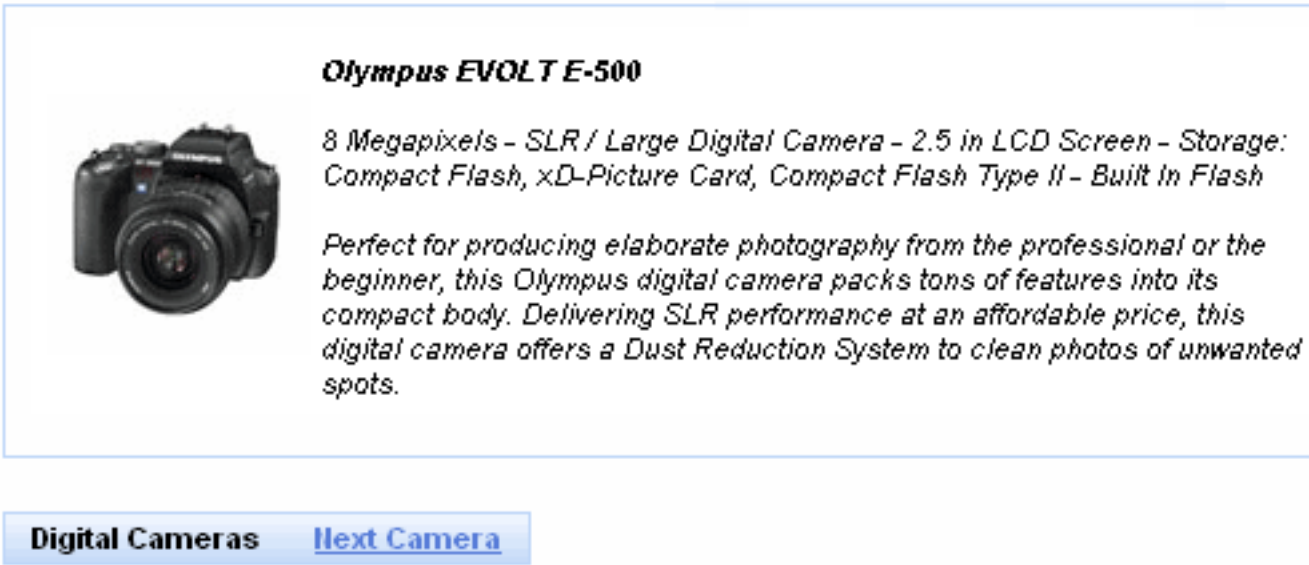 Olympus EVOLT E-500
8 Megapixels - SLR / Large Digital Camera - 2.5 in LCD Screen - Storage:
Compact Flash, xD-Picture Card, Compact Flash Type II - Built In Flash
Perfect for producing elaborate photography from the professional or the
beginner, this Olympus digital camera packs tons of features into its
compact body. Delivering SLR performance at an affordable price, this
digital camera offers a Dust Reduction System to clean photos of unwanted
spots.
OLYMPUS
Digital Cameras Next Camera